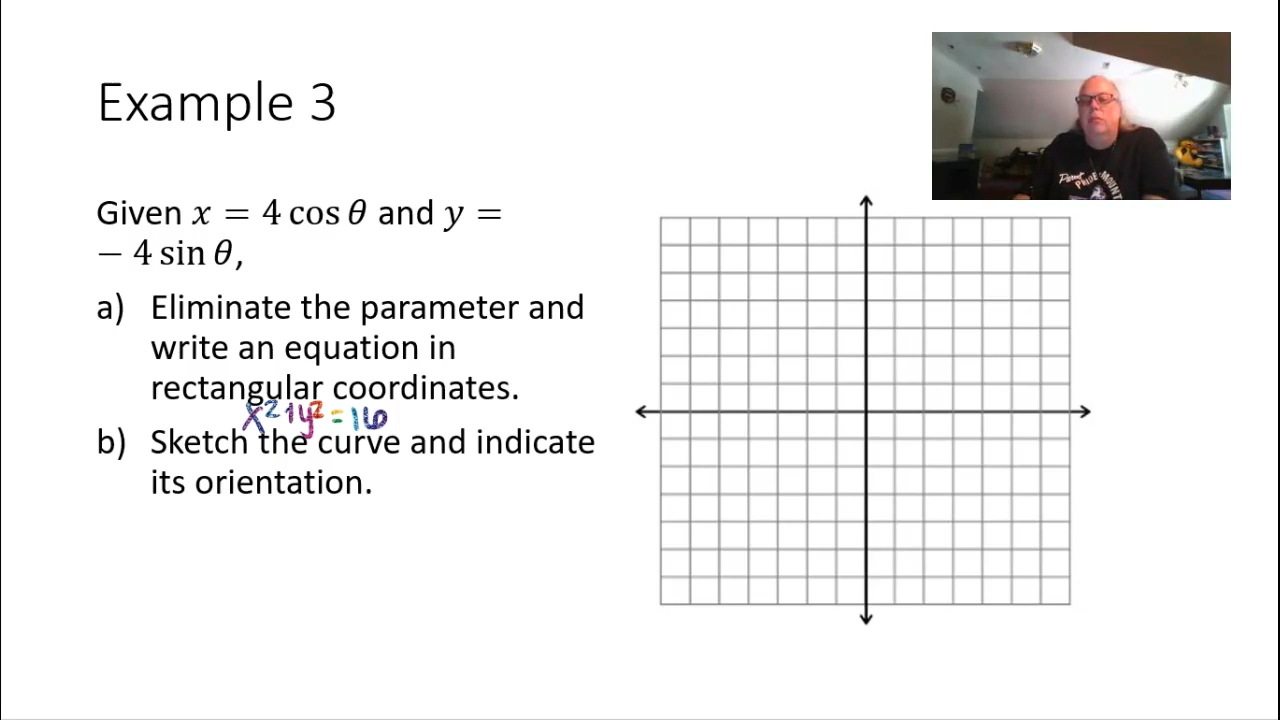 Example 3
Given x = 4 cos θ and y =
− 4 sin θ,
a) Eliminate the parameter and
write an equation in
rectangular coordinates.
x² + y² = 16
b) Sketch the curve and indicate
its orientation.
PRIDE